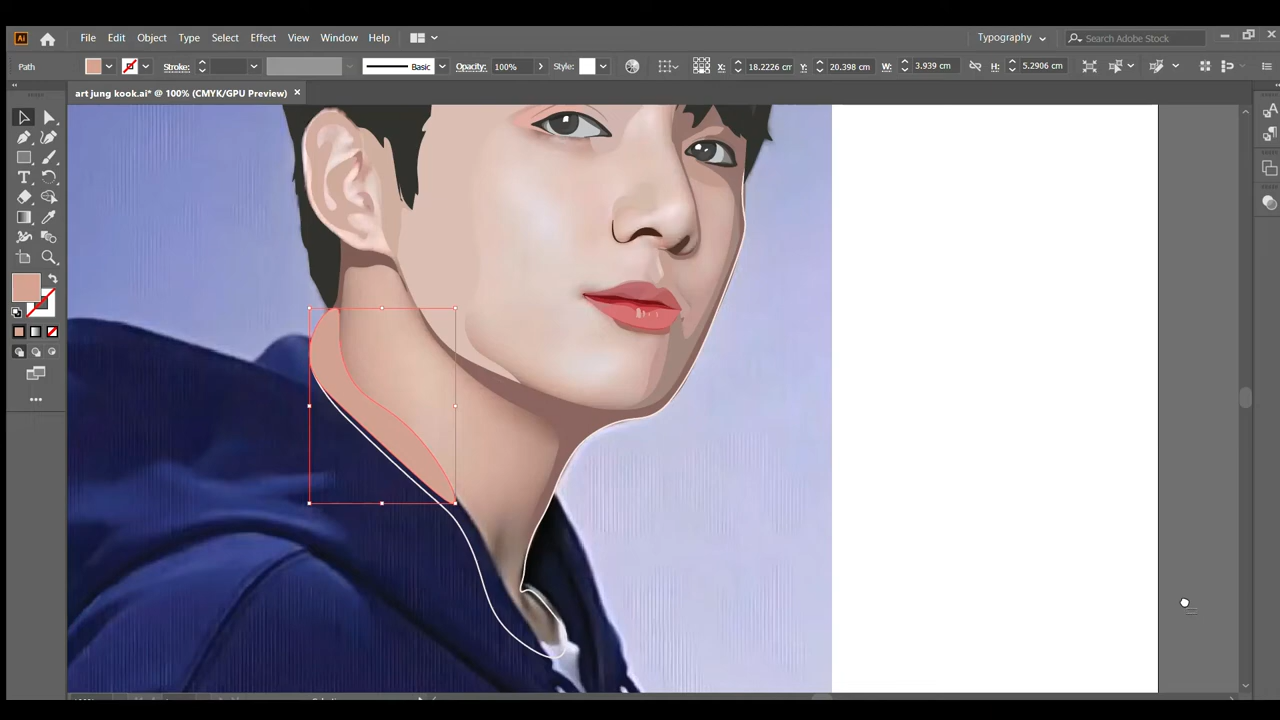 Ai File Edit Object Type Select Effect View Window Help Typography Search Adobe Stock
Path Stroke: Basic Opacity: 100% Style: X: 18.2226 cm Y: 20.398 cm W: 3.939 cm H: 5.2906 cm
art jung kook.ai* @ 100% (CMYK/GPU Preview) ×